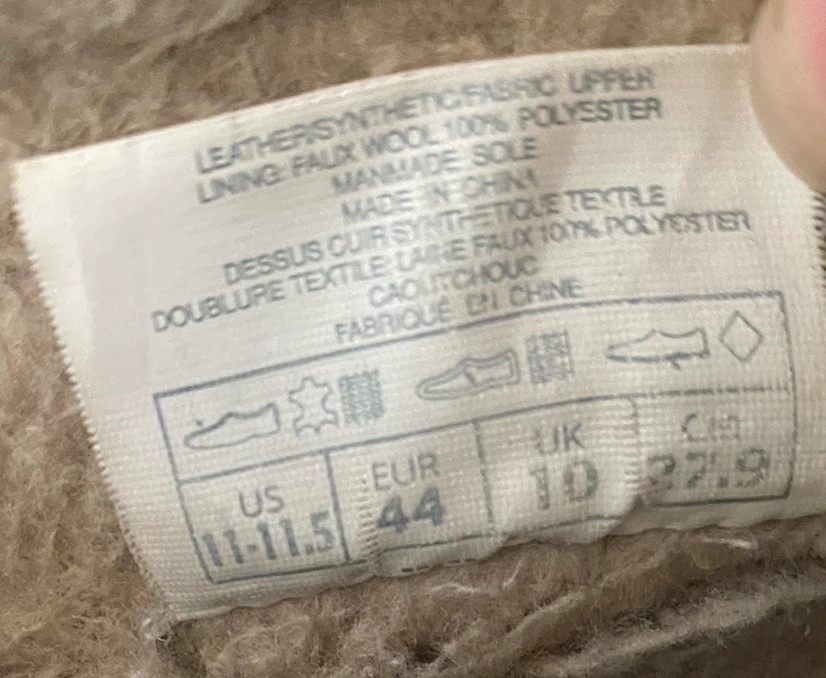 LEATHER/SYNTHETIC/FABRIC UPPER
LINING: FAUX WOOL 100% POLYESTER
MANMADE SOLE
MADE IN CHINA
DESSUS CUIR SYNTHETIQUE TEXTILE
DOUBLURE TEXTILE LAINE FAUX 100% POLYESTER
CAOUTCHOUC
FABRIQUE EN CHINE
US EUR UK CM
11-11.5 44 10 27.9